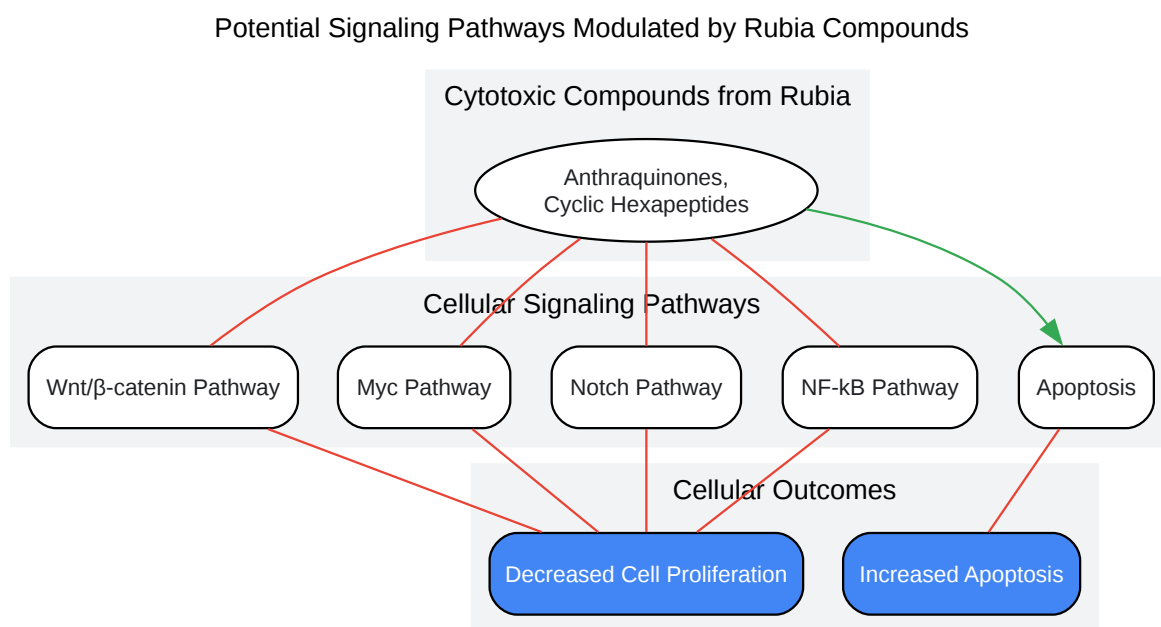 Potential Signaling Pathways Modulated by Rubia Compounds
Cytotoxic Compounds from Rubia
Anthraquinones,
Cyclic Hexapeptides
Cellular Signaling Pathways
Wnt/β-catenin Pathway
Myc Pathway
Notch Pathway
NF-kB Pathway
Apoptosis
Cellular Outcomes
Decreased Cell Proliferation
Increased Apoptosis